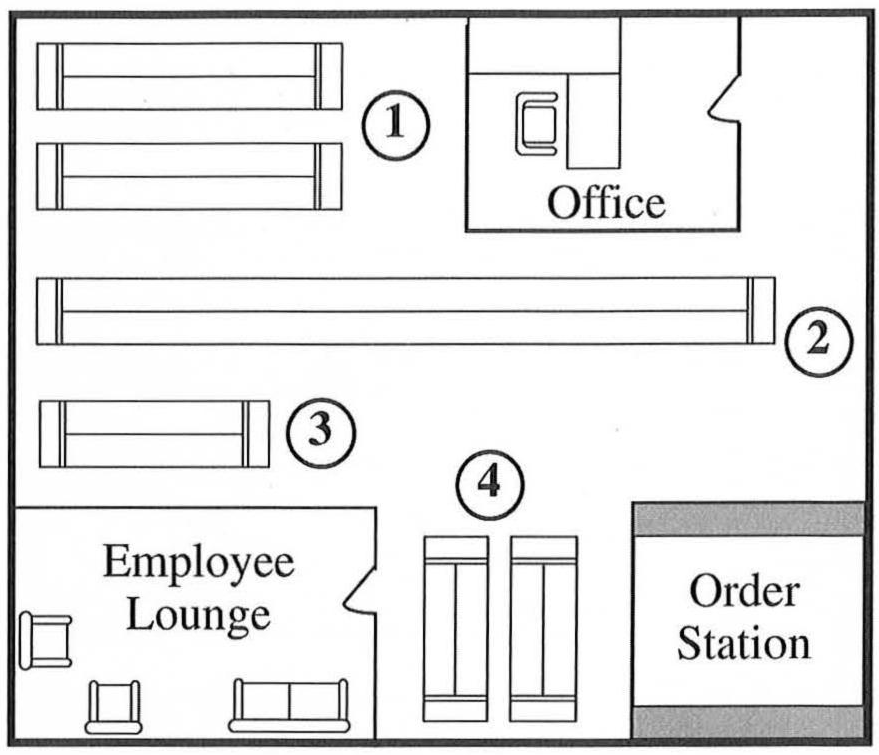 1
Office
2
3
4
Employee
Lounge
Order
Station